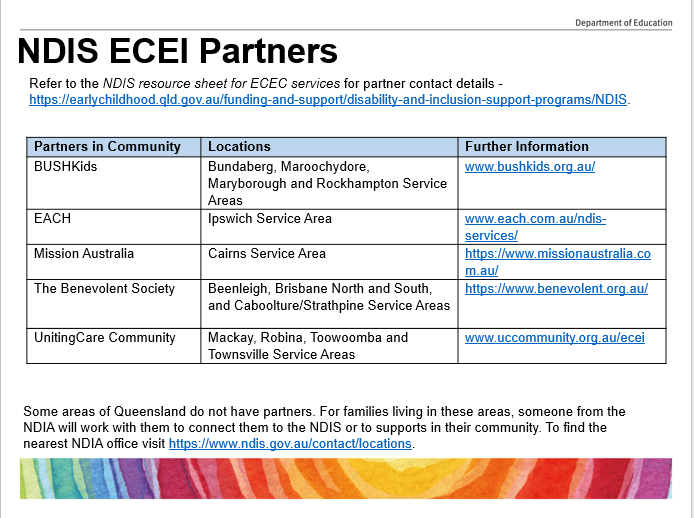 Department of Education
NDIS ECEI Partners
Refer to the NDIS resource sheet for ECEC services for partner contact details -
https://earlychildhood.qld.gov.au/funding-and-support/disability-and-inclusion-support-programs/NDIS.
Partners in Community Locations Further Information
BUSHKids Bundaberg, Maroochydore, www.bushkids.org.au/
Maryborough and Rockhampton Service
Areas
EACH Ipswich Service Area www.each.com.au/ndis-
services/
Mission Australia Cairns Service Area https://www.missionaustralia.co
m.au/
The Benevolent Society Beenleigh, Brisbane North and South, https://www.benevolent.org.au/
and Caboolture/Strathpine Service Areas
UnitingCare Community Mackay, Robina, Toowoomba and www.uccommunity.org.au/ecei
Townsville Service Areas
Some areas of Queensland do not have partners. For families living in these areas, someone from the
NDIA will work with them to connect them to the NDIS or to supports in their community. To find the
nearest NDIA office visit https://www.ndis.gov.au/contact/locations.